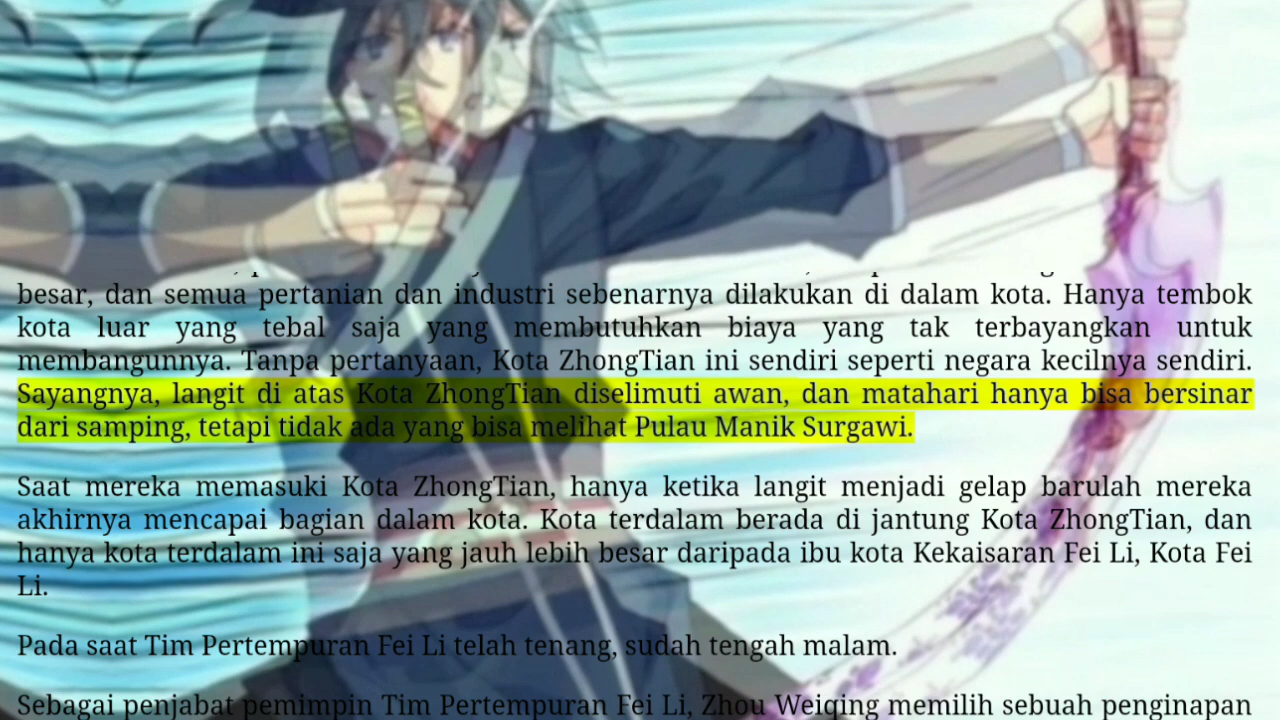 besar, dan semua pertanian dan industri sebenarnya dilakukan di dalam kota. Hanya tembok
kota luar yang tebal saja yang membutuhkan biaya yang tak terbayangkan untuk
membangunnya. Tanpa pertanyaan, Kota ZhongTian ini sendiri seperti negara kecilnya sendiri.
Sayangnya, langit di atas Kota ZhongTian diselimuti awan, dan matahari hanya bisa bersinar
dari samping, tetapi tidak ada yang bisa melihat Pulau Manik Surgawi.
Saat mereka memasuki Kota ZhongTian, hanya ketika langit menjadi gelap barulah mereka
akhirnya mencapai bagian dalam kota. Kota terdalam berada di jantung Kota ZhongTian, dan
hanya kota terdalam ini saja yang jauh lebih besar daripada ibu kota Kekaisaran Fei Li, Kota Fei
Li.
Pada saat Tim Pertempuran Fei Li telah tenang, sudah tengah malam.
Sebagai penjabat pemimpin Tim Pertempuran Fei Li, Zhou Weiqing memilih sebuah penginapan